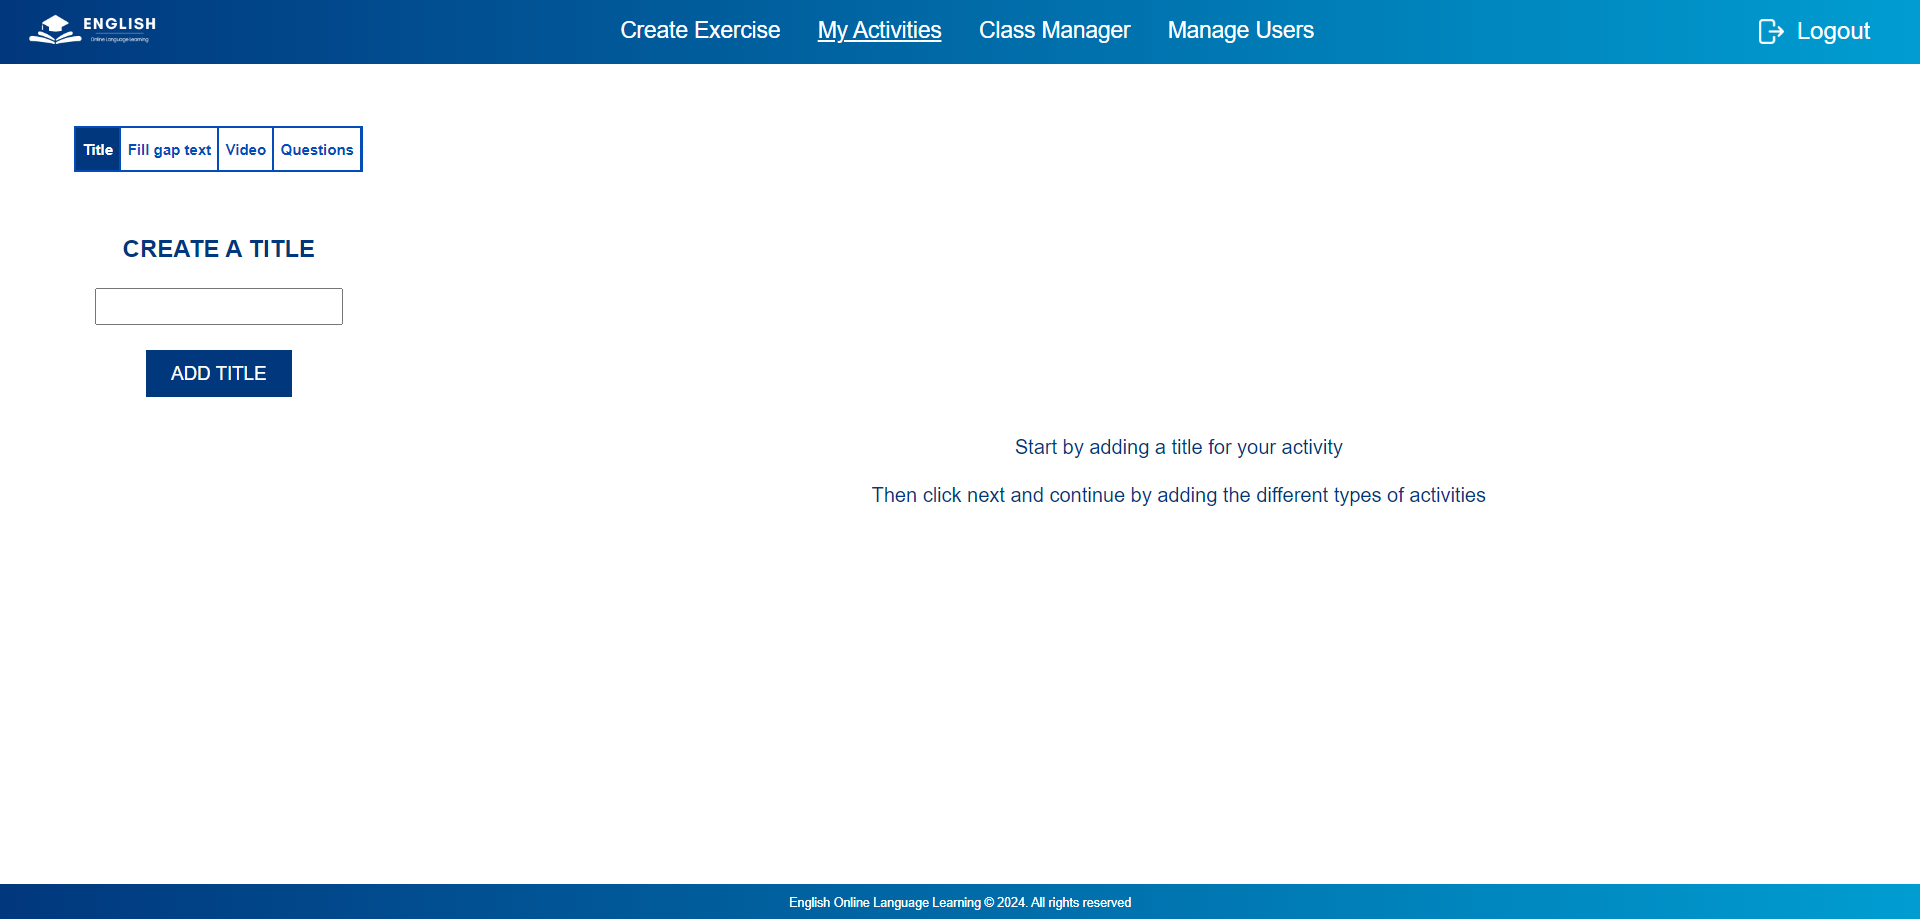 ENGLISH
Online Language Learning
Create Exercise My Activities Class Manager Manage Users
Logout
Title Fill gap text Video Questions
CREATE A TITLE
ADD TITLE
Start by adding a title for your activity
Then click next and continue by adding the different types of activities
English Online Language Learning © 2024. All rights reserved